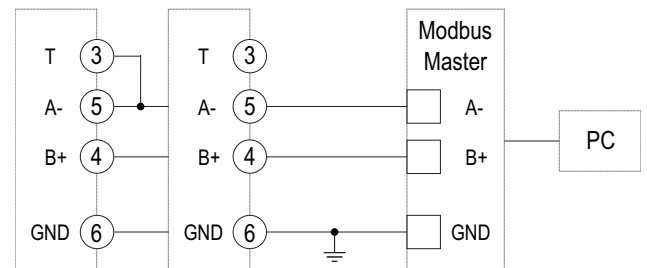 T 3 T 3 Modbus
Master
A- 5 A- 5 A-
B+ 4 B+ 4 B+ PC
GND 6 GND 6 GND